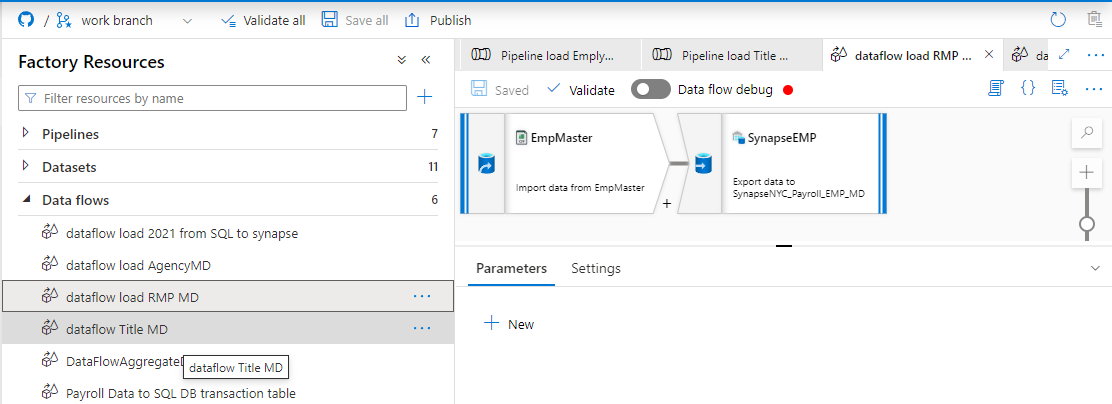 / work branch Validate all Save all Publish
Factory Resources
Filter resources by name
Pipelines 7
Datasets 11
Data flows 6
dataflow load 2021 from SQL to synapse
dataflow load AgencyMD
dataflow load RMP MD
dataflow Title MD
DataFlowAggregate
dataflow Title MD
Payroll Data to SQL DB transaction table
Pipeline load Emply... Pipeline load Title ... dataflow load RMP ... da
Saved Validate Data flow debug
EmpMaster
Import data from EmpMaster
SynapseEMP
Export data to
SynapseNYC_Payroll_EMP_MD
+
Parameters Settings
New